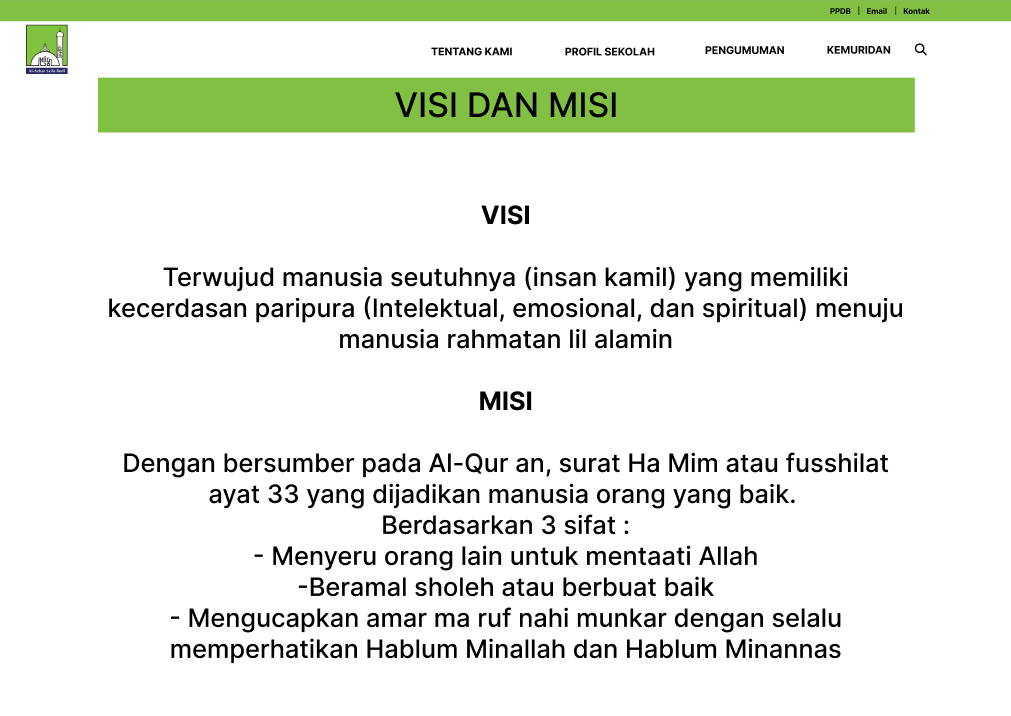 PPDB | Email | Kontak
Al-Azhar Syifa Budi
TENTANG KAMI PROFIL SEKOLAH PENGUMUMAN KEMURIDAN
VISI DAN MISI
VISI
Terwujud manusia seutuhnya (insan kamil) yang memiliki
kecerdasan paripura (Intelektual, emosional, dan spiritual) menuju
manusia rahmatan lil alamin
MISI
Dengan bersumber pada Al-Qur an, surat Ha Mim atau fusshilat
ayat 33 yang dijadikan manusia orang yang baik.
Berdasarkan 3 sifat :
- Menyeru orang lain untuk mentaati Allah
-Beramal sholeh atau berbuat baik
- Mengucapkan amar ma ruf nahi munkar dengan selalu
memperhatikan Hablum Minallah dan Hablum Minannas